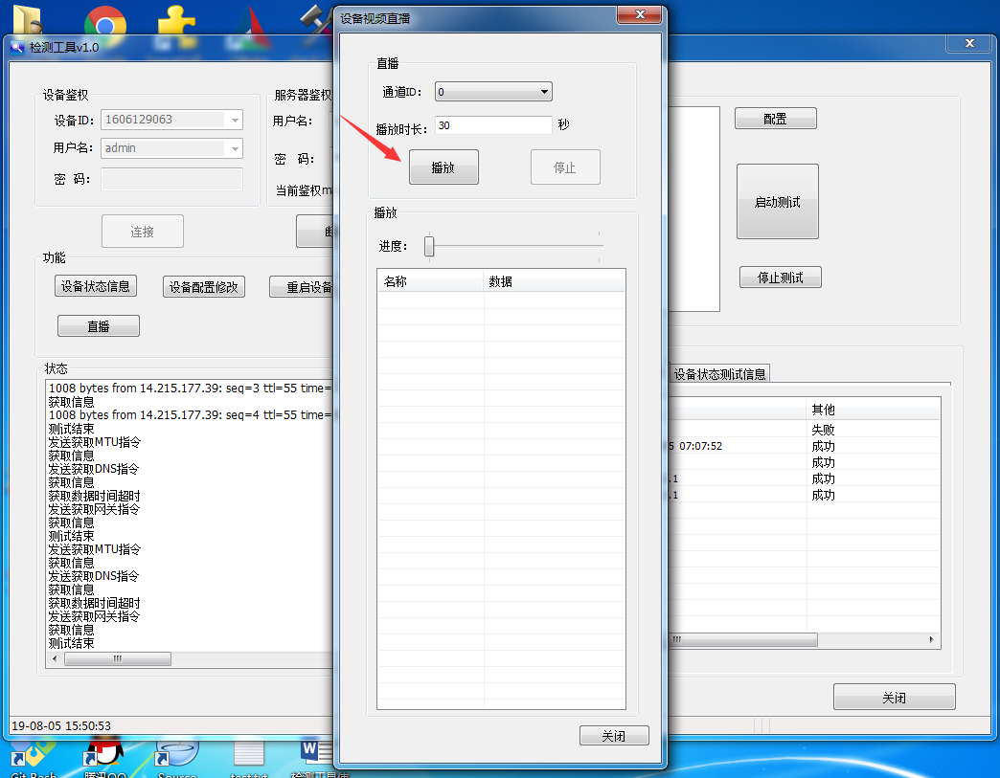 设备视频直播
检测工具v1.0
直播
通道ID:
0
播放时长:
30
秒
播放
停止
播放
进度:
名称
数据
关闭
设备鉴权
设备ID:
1606129063
用户名:
admin
密 码:
连接
服务器鉴权
用户名:
密 码:
当前鉴权m
功能
设备状态信息
设备配置修改
重启设备
直播
状态
1008 bytes from 14.215.177.39: seq=3 ttl=55 time=
获取信息
1008 bytes from 14.215.177.39: seq=4 ttl=55 time=
测试结束
发送获取MTU指令
获取信息
发送获取DNS指令
获取信息
获取数据时间超时
发送获取网关指令
获取信息
测试结束
发送获取MTU指令
获取信息
发送获取DNS指令
获取信息
获取数据时间超时
发送获取网关指令
获取信息
测试结束
配置
启动测试
停止测试
设备状态测试信息
其他
失败
5 07:07:52
成功
成功
.1
成功
.1
成功
关闭
19-08-05 15:50:53